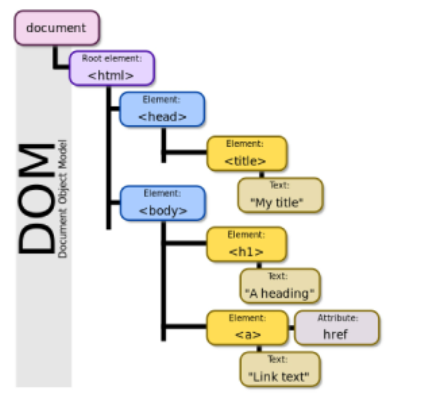 document
Root element:
<html>
Element:
<head>
Element:
<title>
Text:
"My title"
Element:
<body>
Element:
<h1>
Text:
"A heading"
Element:
<a>
Attribute:
href
Text:
"Link text"
DOM
Document Object Model